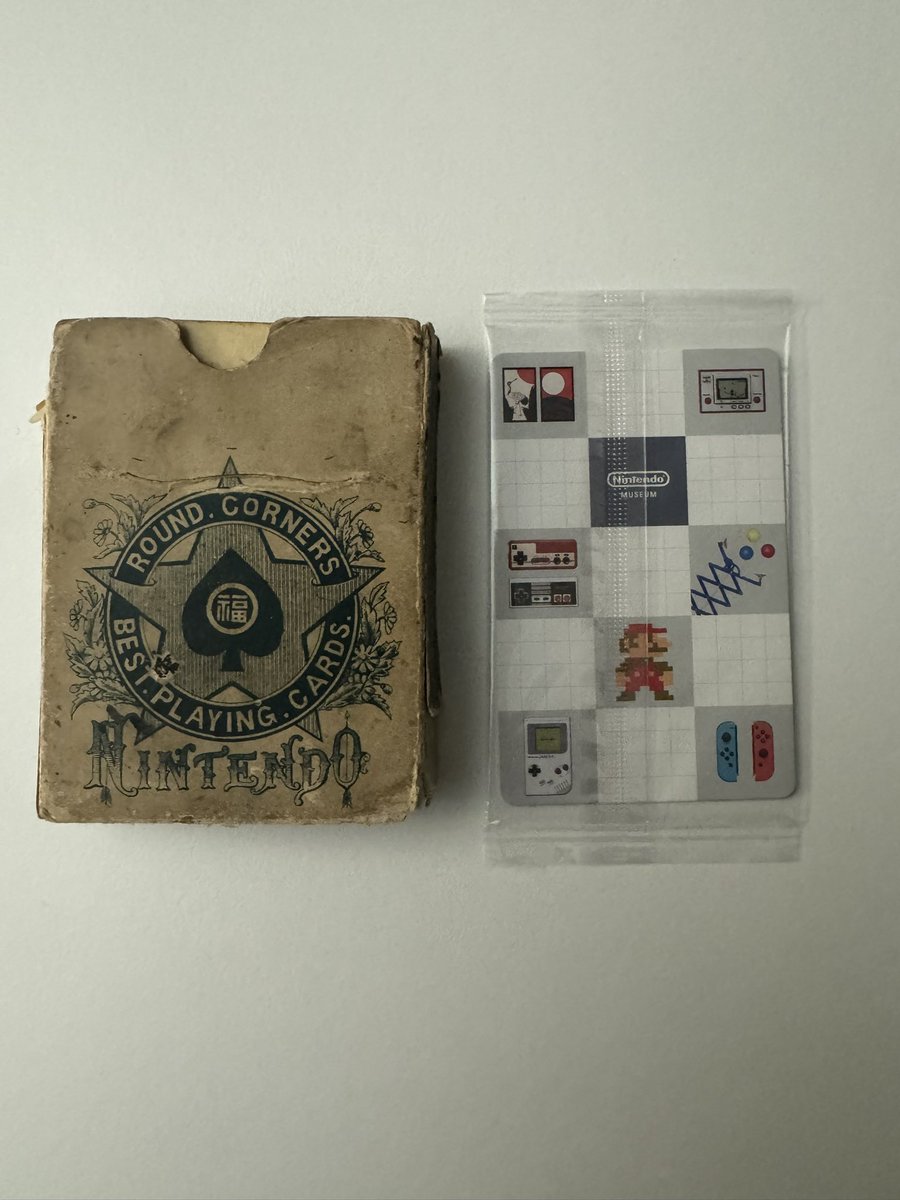 ROUND. CORNERS
福
BEST. PLAYING. CARDS.
NINTENDO
Nintendo
MUSEUM